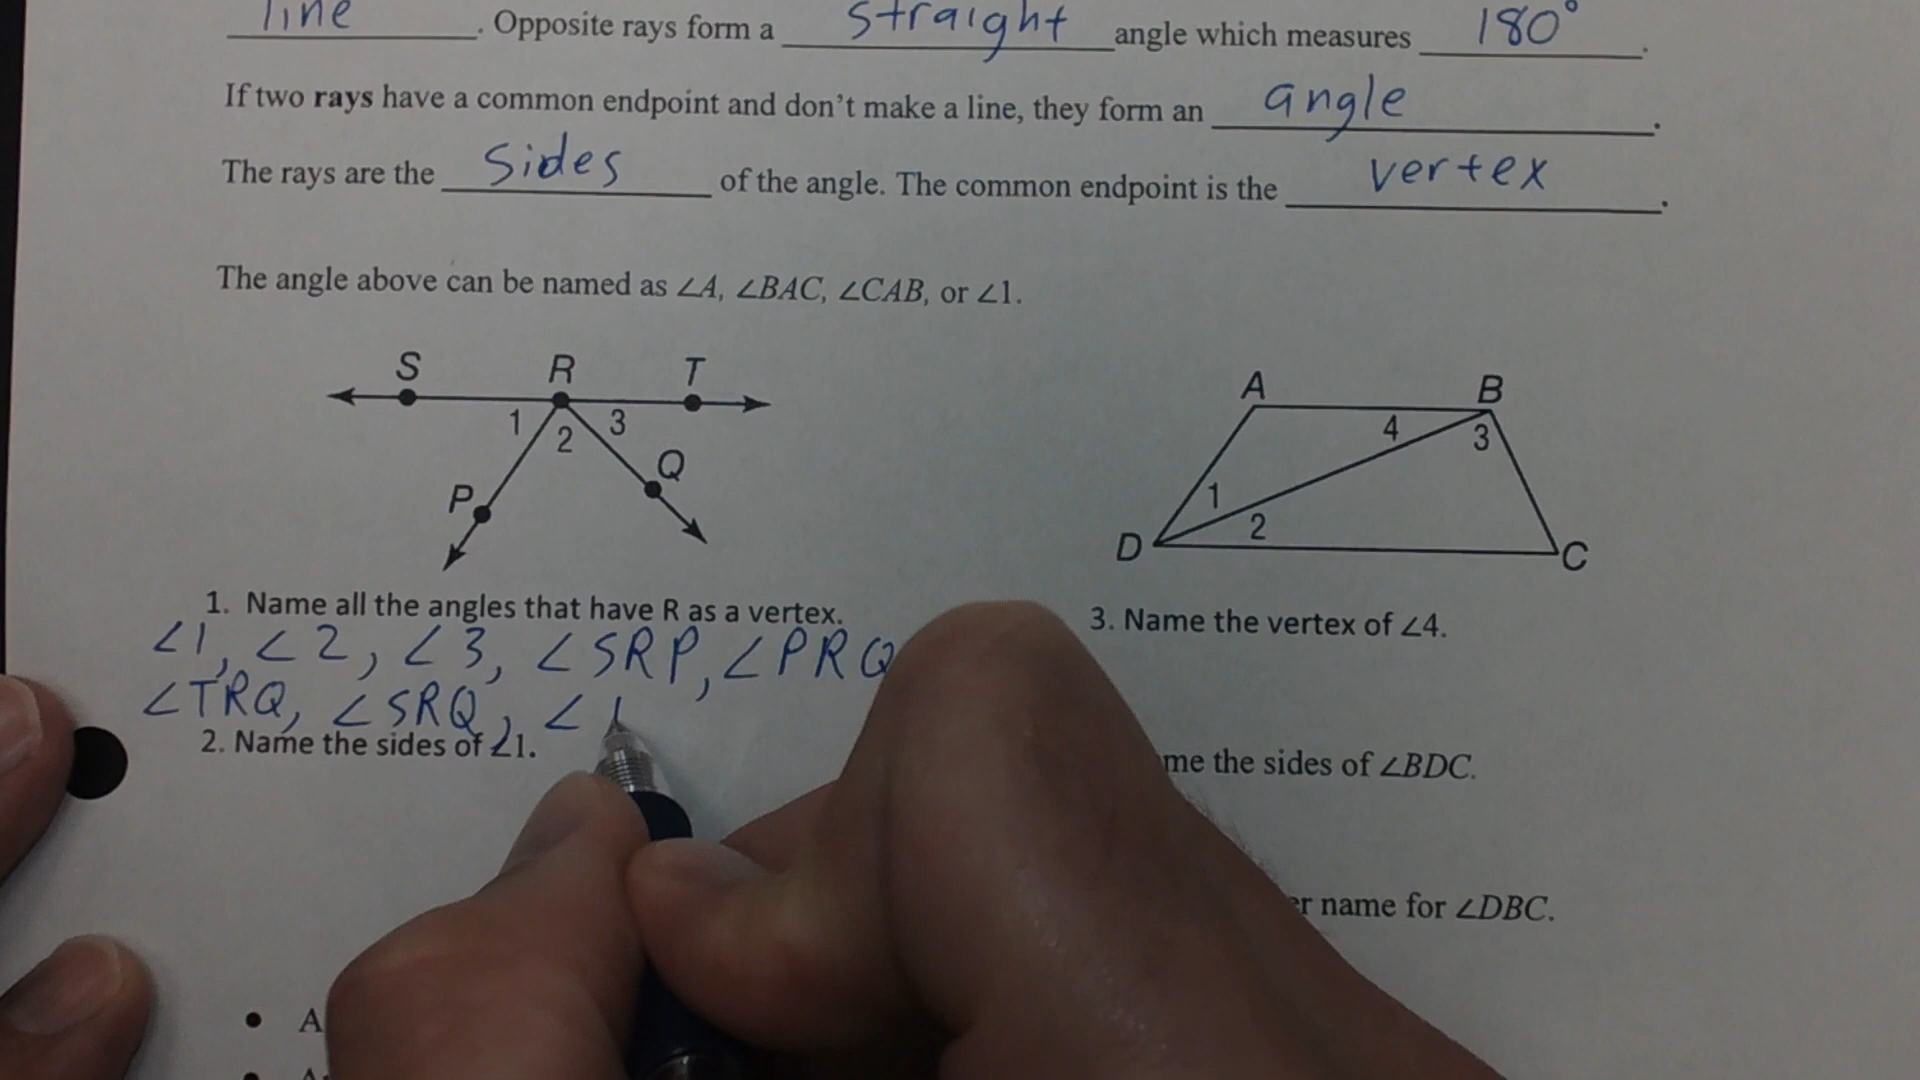 line. Opposite rays form a straight angle which measures 180°.
If two rays have a common endpoint and don't make a line, they form an angle.
The rays are the sides of the angle. The common endpoint is the vertex.
The angle above can be named as ∠A, ∠BAC, ∠CAB, or ∠1.
S R T
1 2 3
P Q
A B
4 3
1 2
D C
1. Name all the angles that have R as a vertex.
∠1, ∠2, ∠3, ∠SRP, ∠PRQ
∠TRQ, ∠SRQ, ∠
2. Name the sides of ∠1.
3. Name the vertex of ∠4.
the sides of ∠BDC.
name for ∠DBC.
• A